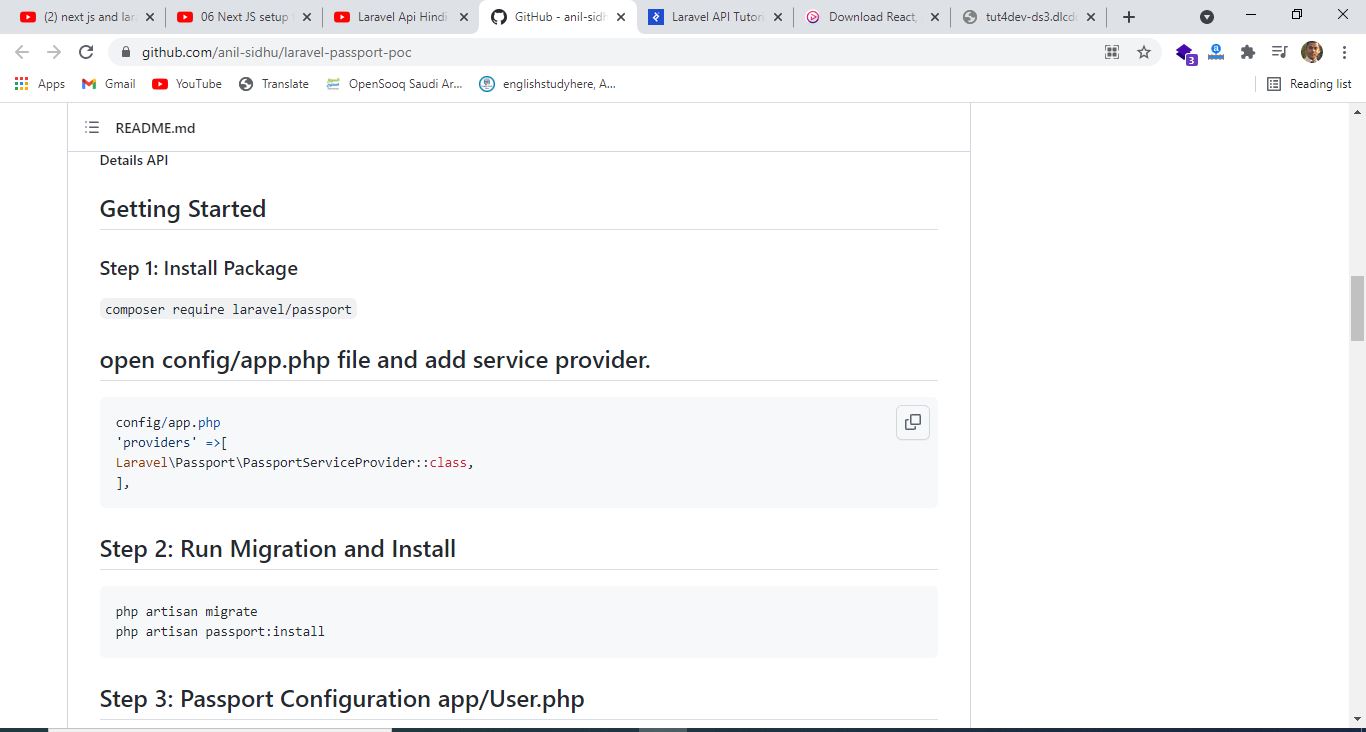 (2) next js and lar
06 Next JS setup
Laravel Api Hindi
GitHub - anil-sidh
Laravel API Tutori
Download React,
tut4dev-ds3.dlcd
github.com/anil-sidhu/laravel-passport-poc
3
Apps
Gmail
YouTube
Translate
OpenSooq Saudi Ar...
englishstudyhere, A...
Reading list
README.md
Details API
Getting Started
Step 1: Install Package
composer require laravel/passport
open config/app.php file and add service provider.
config/app.php
'providers' =>[
Laravel\Passport\PassportServiceProvider::class,
],
Step 2: Run Migration and Install
php artisan migrate
php artisan passport:install
Step 3: Passport Configuration app/User.php